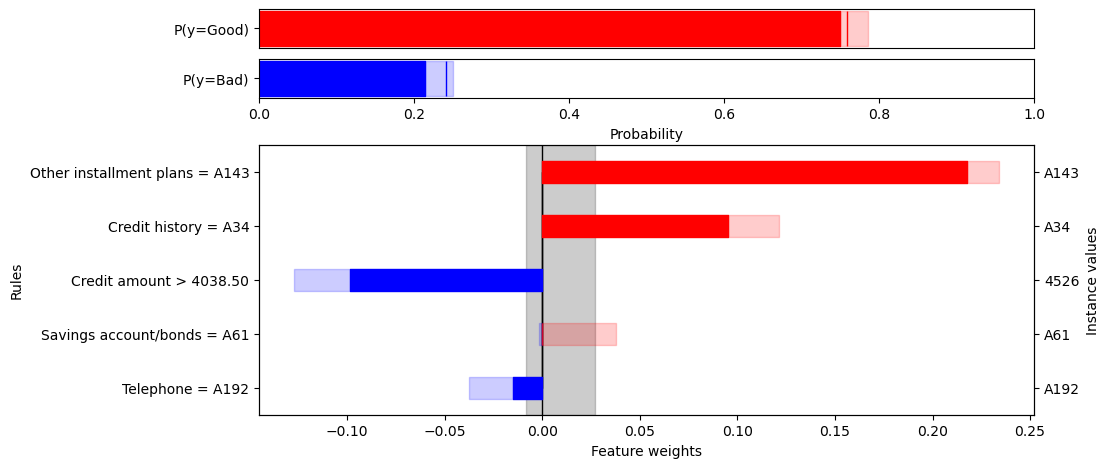 P(y=Good)
P(y=Bad)
0.0 0.2 0.4 0.6 0.8 1.0
Probability
Other installment plans = A143 A143
Credit history = A34 A34
Credit amount > 4038.50 4526
Savings account/bonds = A61 A61
Telephone = A192 A192
Rules
Instance values
−0.10 −0.05 0.00 0.05 0.10 0.15 0.20 0.25
Feature weights